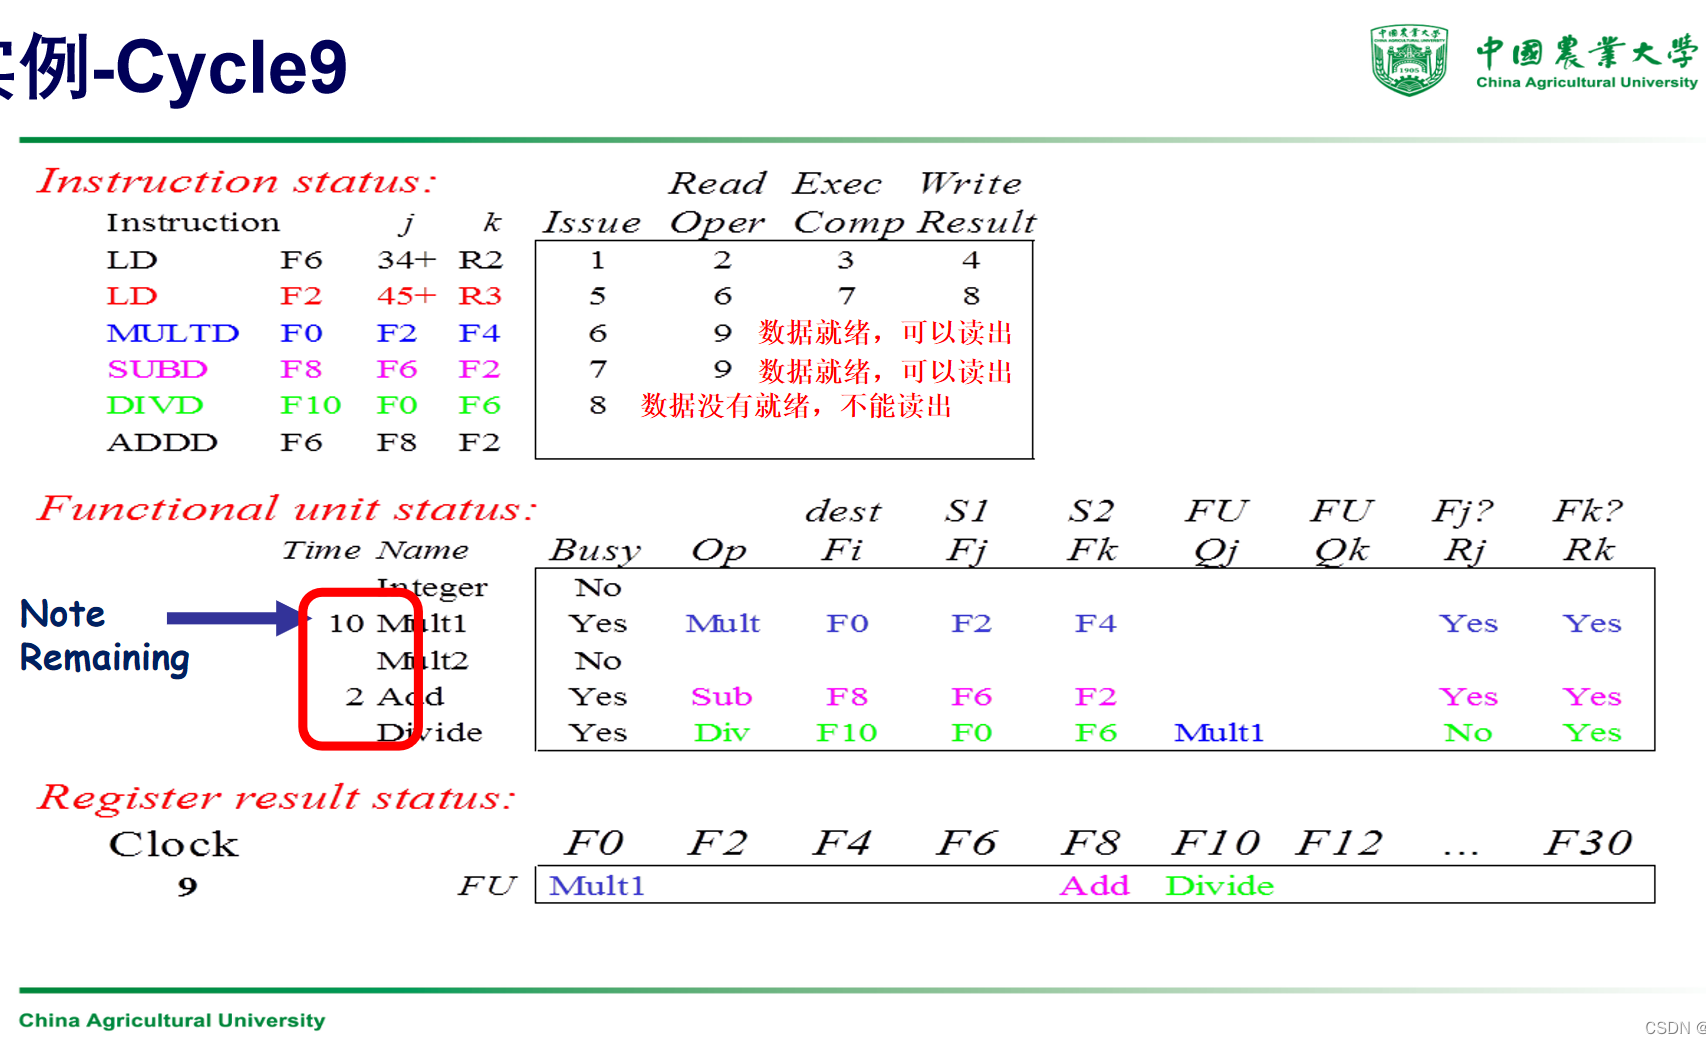 实例-Cycle9
中國農業大學
China Agricultural University
1905
Instruction status:
Read Exec Write
Instruction j k Issue Oper Comp Result
LD F6 34+ R2 1 2 3 4
LD F2 45+ R3 5 6 7 8
MULTD F0 F2 F4 6 9 数据就绪，可以读出
SUBD F8 F6 F2 7 9 数据就绪，可以读出
DIVD F10 F0 F6 8 数据没有就绪，不能读出
ADDD F6 F8 F2
Functional unit status: dest S1 S2 FU FU Fj? Fk?
Time Name Busy Op Fi Fj Fk Qj Qk Rj Rk
Integer No
Note
Remaining
10 Mult1 Yes Mult F0 F2 F4 Yes Yes
Mult2 No
2 Add Yes Sub F8 F6 F2 Yes Yes
Divide Yes Div F10 F0 F6 Mult1 No Yes
Register result status:
Clock F0 F2 F4 F6 F8 F10 F12 ... F30
9 FU Mult1 Add Divide
China Agricultural University
CSDN @